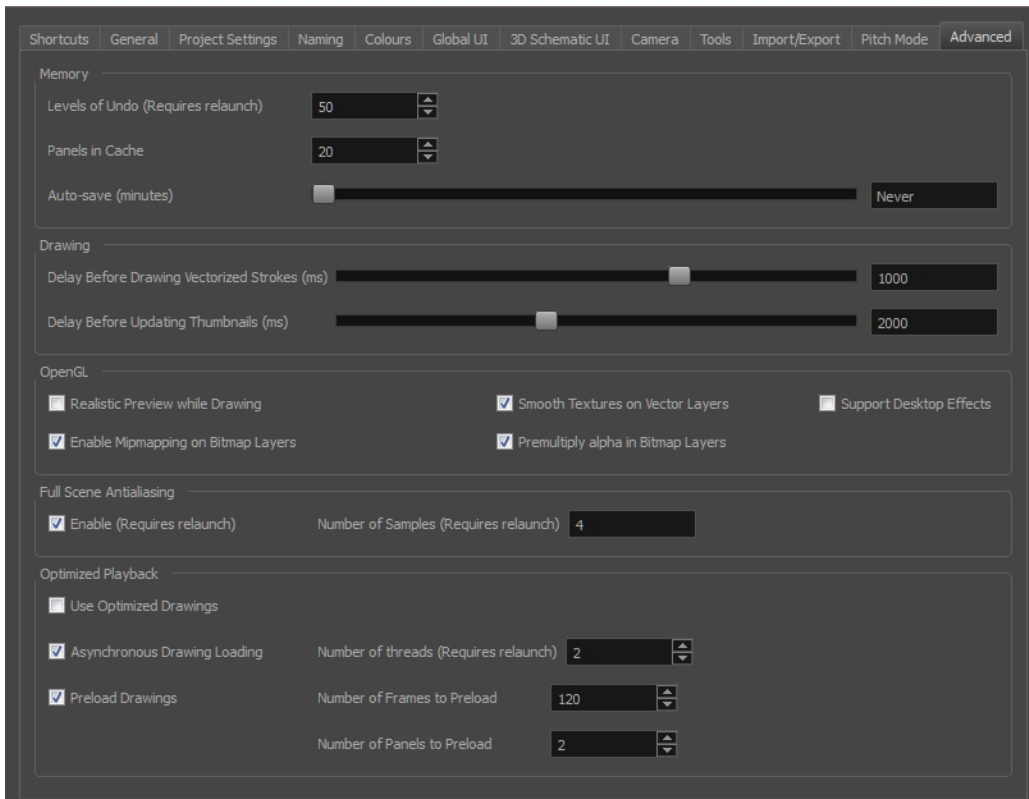 Shortcuts General Project Settings Naming Colours Global UI 3D Schematic UI Camera Tools Import/Export Pitch Mode Advanced
Memory
Levels of Undo (Requires relaunch) 50
Panels in Cache 20
Auto-save (minutes) Never
Drawing
Delay Before Drawing Vectorized Strokes (ms) 1000
Delay Before Updating Thumbnails (ms) 2000
OpenGL
Realistic Preview while Drawing Smooth Textures on Vector Layers Support Desktop Effects
Enable Mipmapping on Bitmap Layers Premultiply alpha in Bitmap Layers
Full Scene Antialiasing
Enable (Requires relaunch) Number of Samples (Requires relaunch) 4
Optimized Playback
Use Optimized Drawings
Asynchronous Drawing Loading Number of threads (Requires relaunch) 2
Preload Drawings Number of Frames to Preload 120
Number of Panels to Preload 2